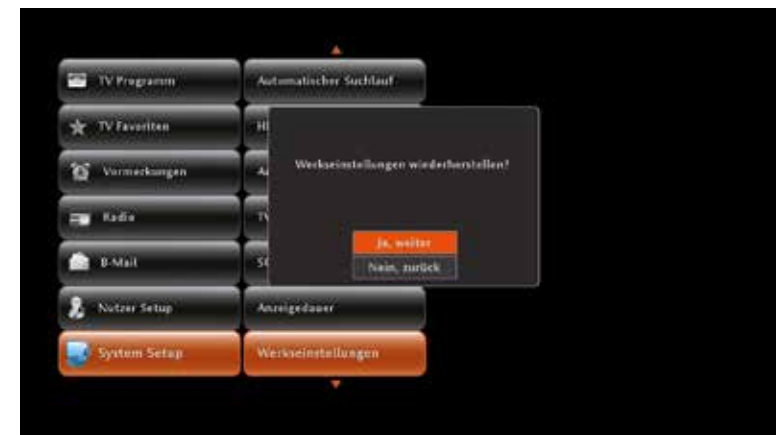 TV Programm
Automatischer Suchlauf
TV Favoriten
Vormerkungen
Radio
B-Mail
Nutzer Setup
Anzeigedauer
System Setup
Werkseinstellungen
Werkseinstellungen wiederherstellen?
Ja, weiter
Nein, zurück